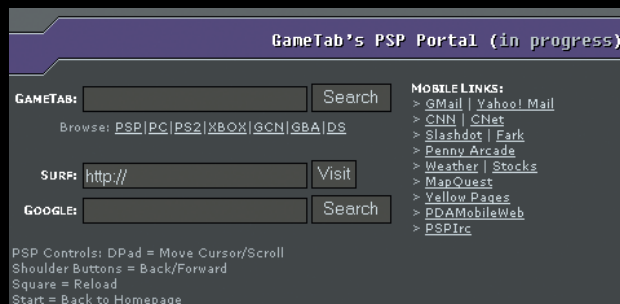 GameTab's PSP Portal (in progress)
GAMETAB: Search
Browse: PSP|PC|PS2|XBOX|GCN|GBA|DS
SURF: http:// Visit
GOOGLE: Search
MOBILE LINKS:
> GMail | Yahoo! Mail
> CNN | CNet
> Slashdot | Fark
> Penny Arcade
> Weather | Stocks
> MapQuest
> Yellow Pages
> PDAMobileWeb
> PSPIrc
PSP Controls: DPad = Move Cursor/Scroll
Shoulder Buttons = Back/Forward
Square = Reload
Start = Back to Homepage